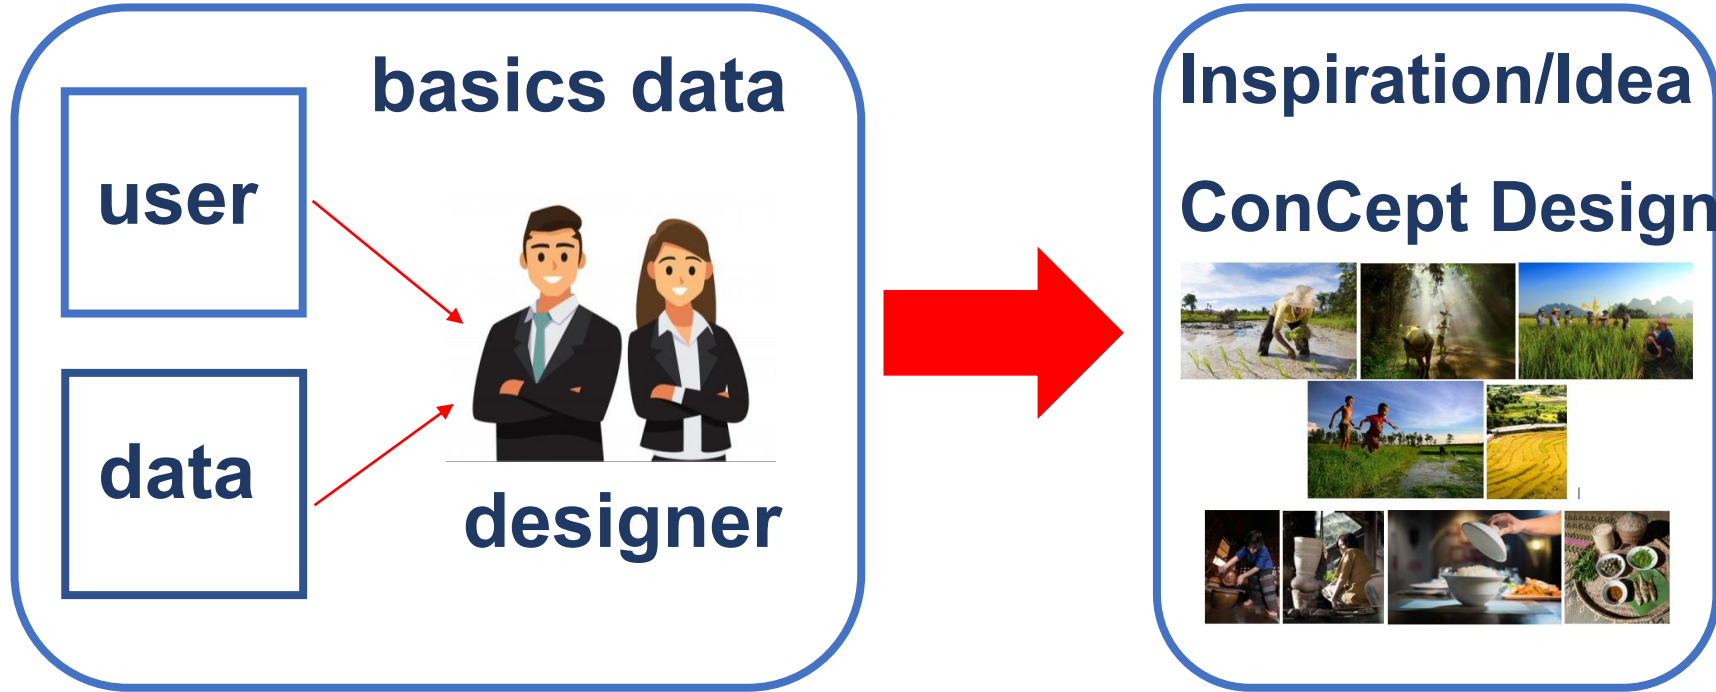 basics data
user
data
designer
Inspiration/Idea
ConCept Design